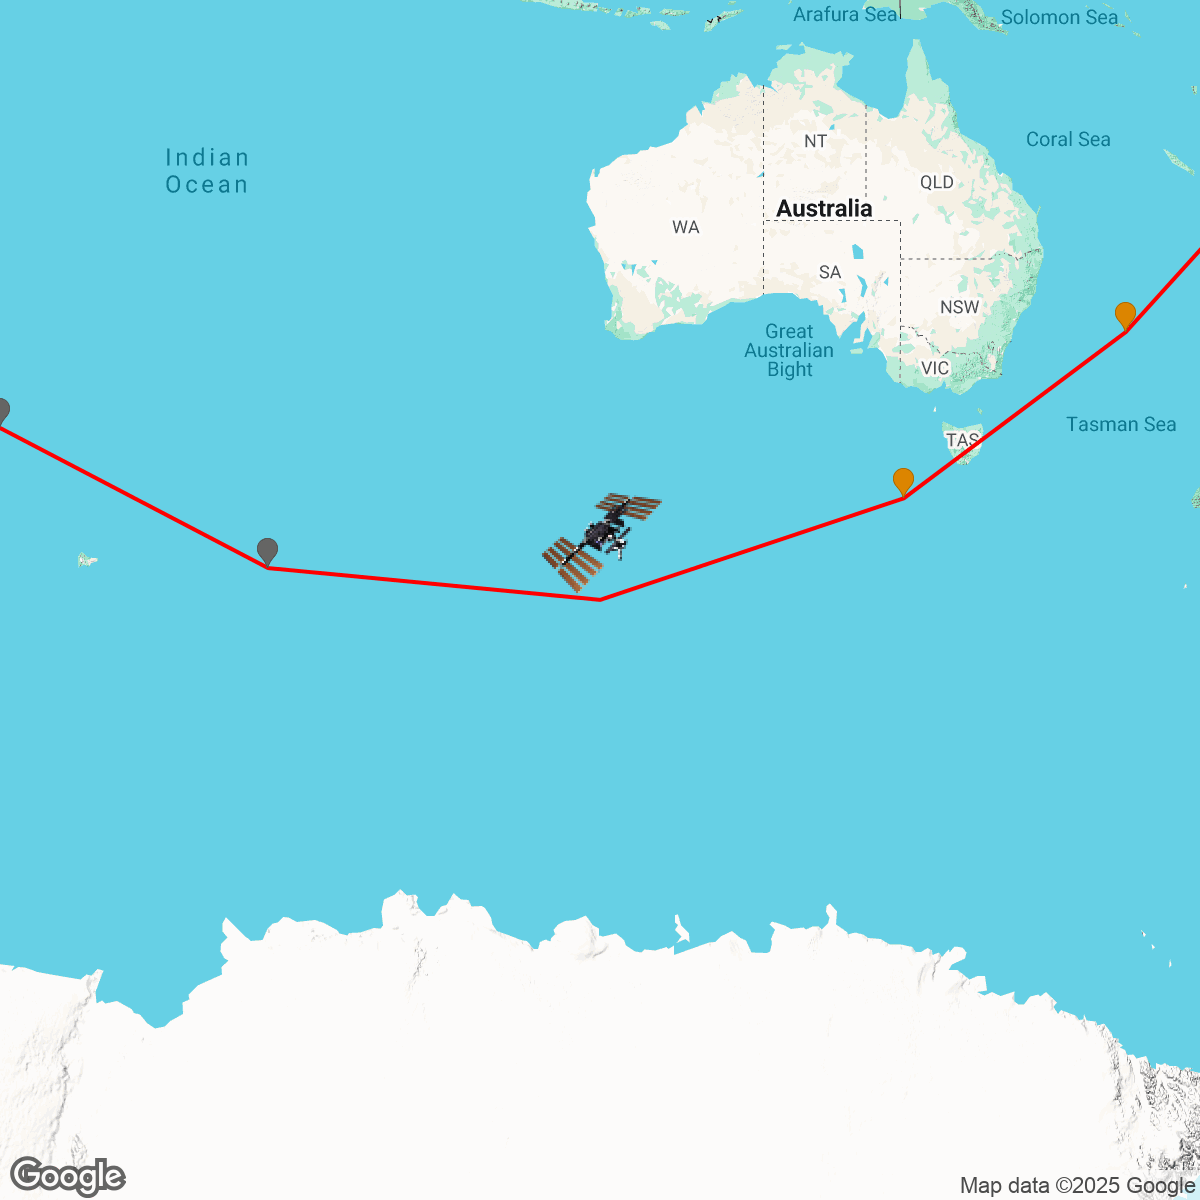 Arafura Sea
Solomon Sea
Coral Sea
Indian
Ocean
NT
QLD
Australia
WA
SA
NSW
Great
Australian
Bight
VIC
Tasman Sea
TAS
Google
Map data ©2025 Google